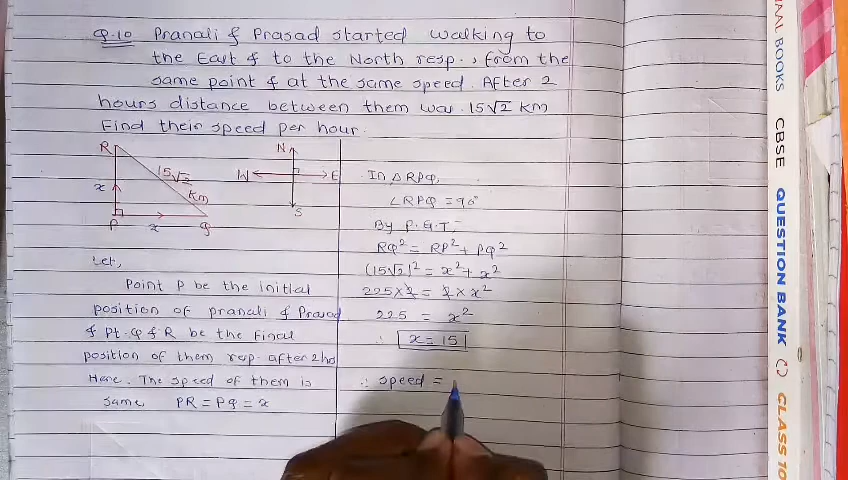 Q.10 Pranali & Prasad started walking to
the East & to the North resp., from the
same point & at the same speed. After 2
hours distance between them was 15√2 km
Find their speed per hour.
R
15√2
km
x
P
x
Q
N
W
E
S
Let,
Point P be the initial
position of pranali & Prasad
& Pt. Q & R be the final
position of them resp. after 2
Here. The speed of them is
same PR = PQ = x
In △RPQ,
∠RPQ = 90°
By P.G.T,
RQ² = RP² + PQ²
(15√2)² = x² + x²
225×2 = 2 × x²
225 = x²
∴ x = 15
∴ speed =
BOOKS
CBSE
QUESTION BANK
CLASS 10